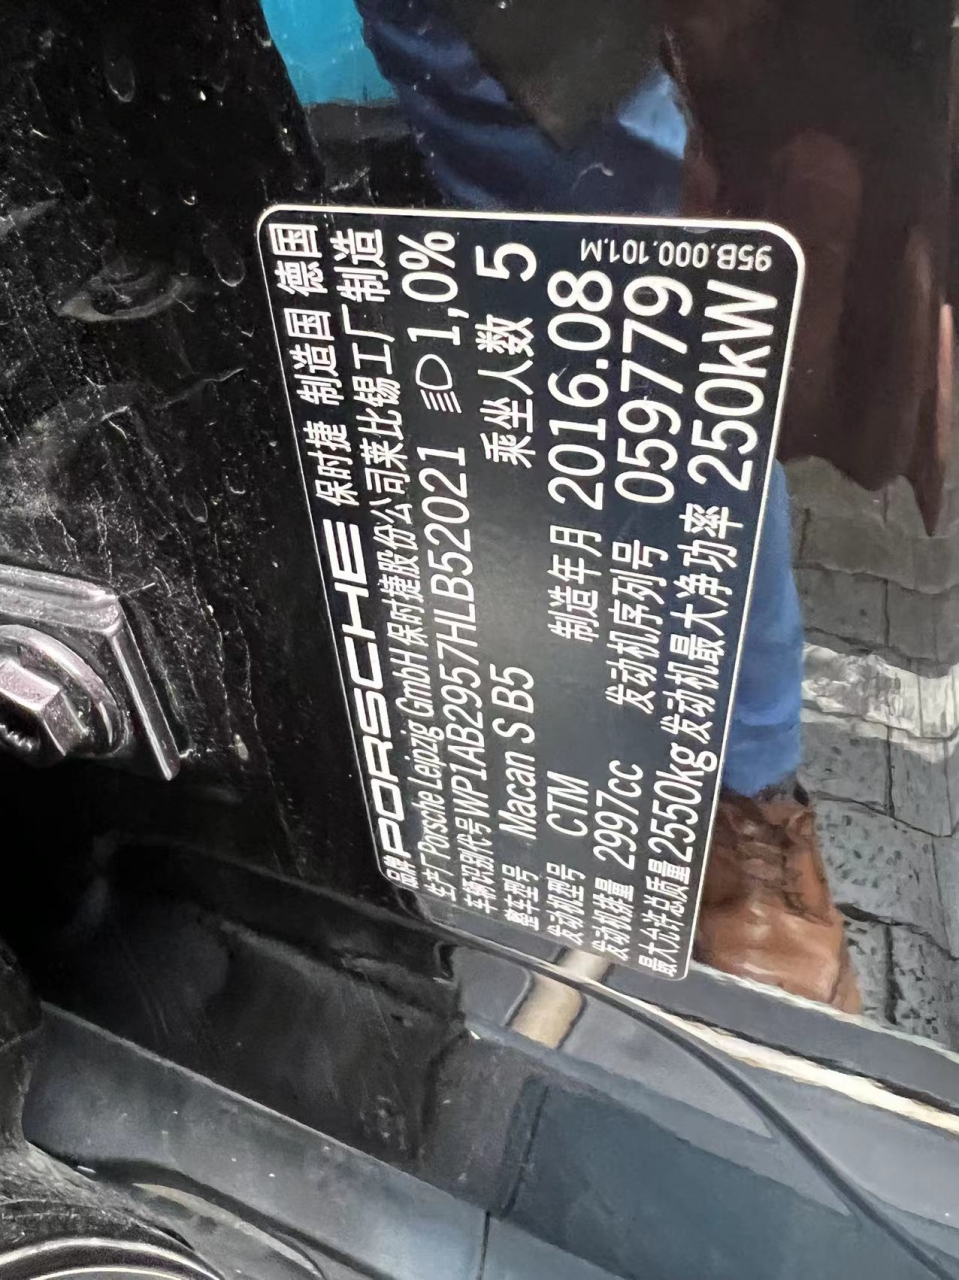 品牌 PORSCHE 保时捷 制造国 德国
生产厂 Porsche Leipzig GmbH 保时捷股份公司莱比锡工厂 制造
车辆识别代号 WP1AB2957HLB52021 1,0%
整车型号 Macan S B5 乘坐人数 5
发动机型号 CTM 制造年月 2016.08
发动机排量 2997cc 发动机序列号 059779
最大允许总质量 2550kg 发动机最大净功率 250kW
95B.000.101.M